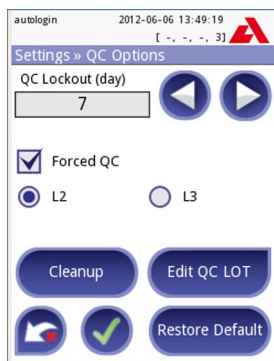 autologin 2012-06-06 13:49:19
[ -, -, -, 3]
Settings » QC Options
QC Lockout (day)
7
Forced QC
L2 L3
Cleanup Edit QC LOT
Restore Default